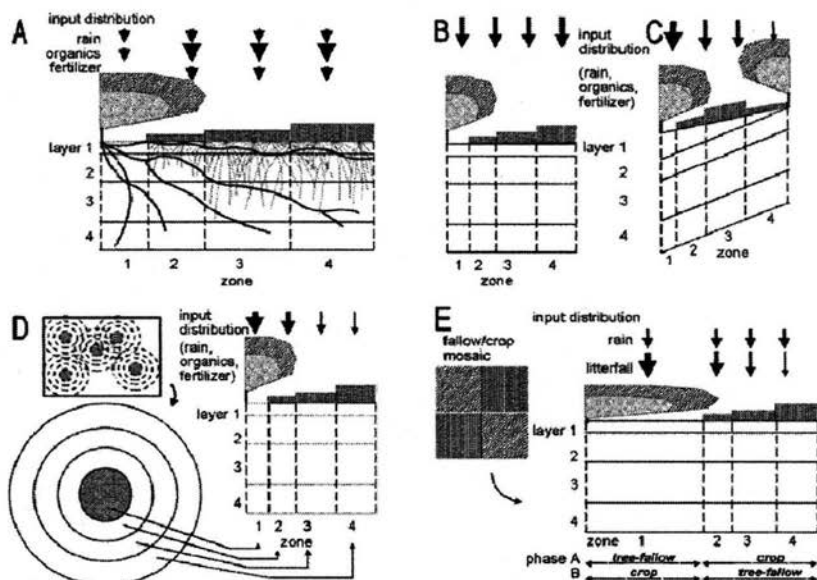 A
input distribution
rain
organics
fertilizer
layer 1
2
3
4
1 2 3 4
zone
B
input
distribution
(rain,
organics,
fertilizer)
layer 1
2
3
4
1 2 3 4
zone
C
1 2 3 4
zone
D
input
distribution
(rain,
organics,
fertilizer)
layer 1
2
3
4
1 2 3 4
zone
E
input distribution
fallow/crop
mosaic
rain
litterfall
layer 1
2
3
4
zone 1 2 3 4
phase A tree-fallow crop
B crop tree-fallow